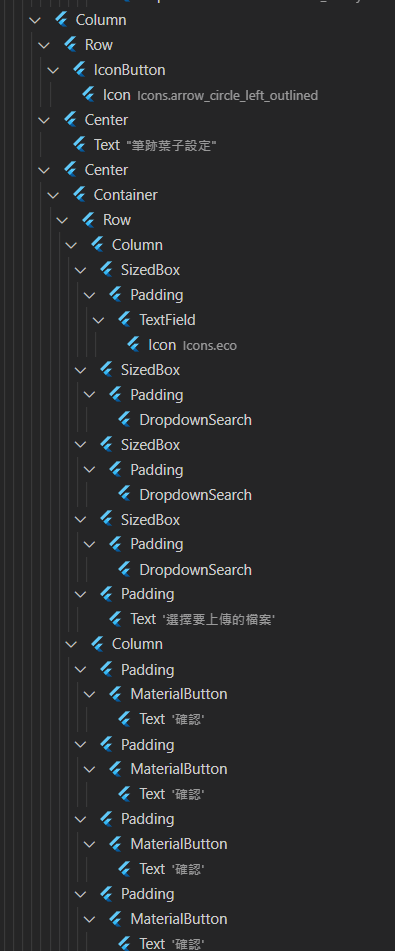 Column
Row
IconButton
Icon Icons.arrow_circle_left_outlined
Center
Text "筆跡葉子設定"
Center
Container
Row
Column
SizedBox
Padding
TextField
Icon Icons.eco
SizedBox
Padding
DropdownSearch
SizedBox
Padding
DropdownSearch
SizedBox
Padding
DropdownSearch
Padding
Text '選擇要上傳的檔案'
Column
Padding
MaterialButton
Text '確認'
Padding
MaterialButton
Text '確認'
Padding
MaterialButton
Text '確認'
Padding
MaterialButton
Text '確認'